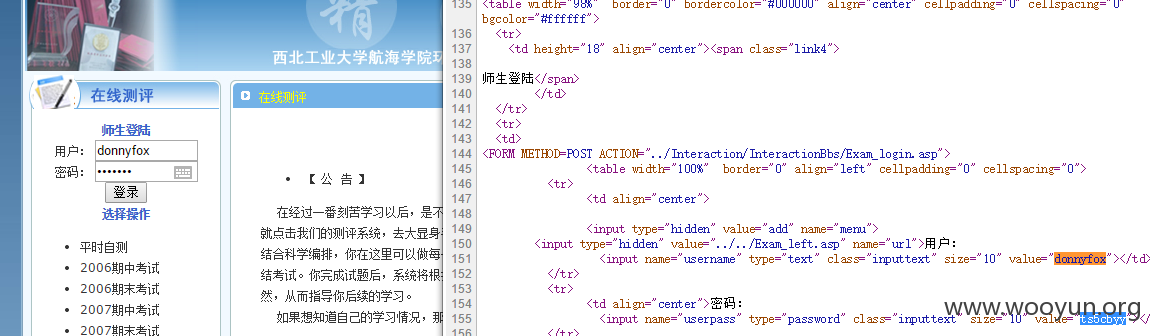 精
西北工业大学航海学院环
在线测评
师生登陆
用户： donnyfox
密码： •••••••
登录
选择操作
平时自测
2006期中考试
2006期末考试
2007期中考试
2007期末考试
在线测评
【 公 告 】
在经过一番刻苦学习以后，是不
就点击我们的测评系统，去大显身
结合科学编排，你在这里可以做每
结考试。你完成试题后，系统将根
然，从而指导你后续的学习。
如果想知道自己的学习情况，那
135 <table width="98%" border="0" bordercolor="#000000" align="center" cellpadding="0" cellspacing="0"
bgcolor="#ffffff">
136 <tr>
137 <td height="18" align="center"><span class="link4">
138
139 师生登陆</span>
140 </td>
141 </tr>
142 <tr>
143 <td>
144 <FORM METHOD=POST ACTION="../Interaction/InteractionBbs/Exam_login.asp">
145 <table width="100%" border="0" align="left" cellpadding="0" cellspacing="0">
146 <tr>
147 <td align="center">
148
149 <input type="hidden" value="add" name="menu">
150 <input type="hidden" value="../../Exam_left.asp" name="url">用户：
151 <input name="username" type="text" class="inputtext" size="10" value="donnyfox"></td>
152 </tr>
153 <tr>
154 <td align="center">密码：
155 <input name="userpass" type="password" class="inputtext" size="10" value="ts5cbyy"></
156 </tr>
www.wooyun.org